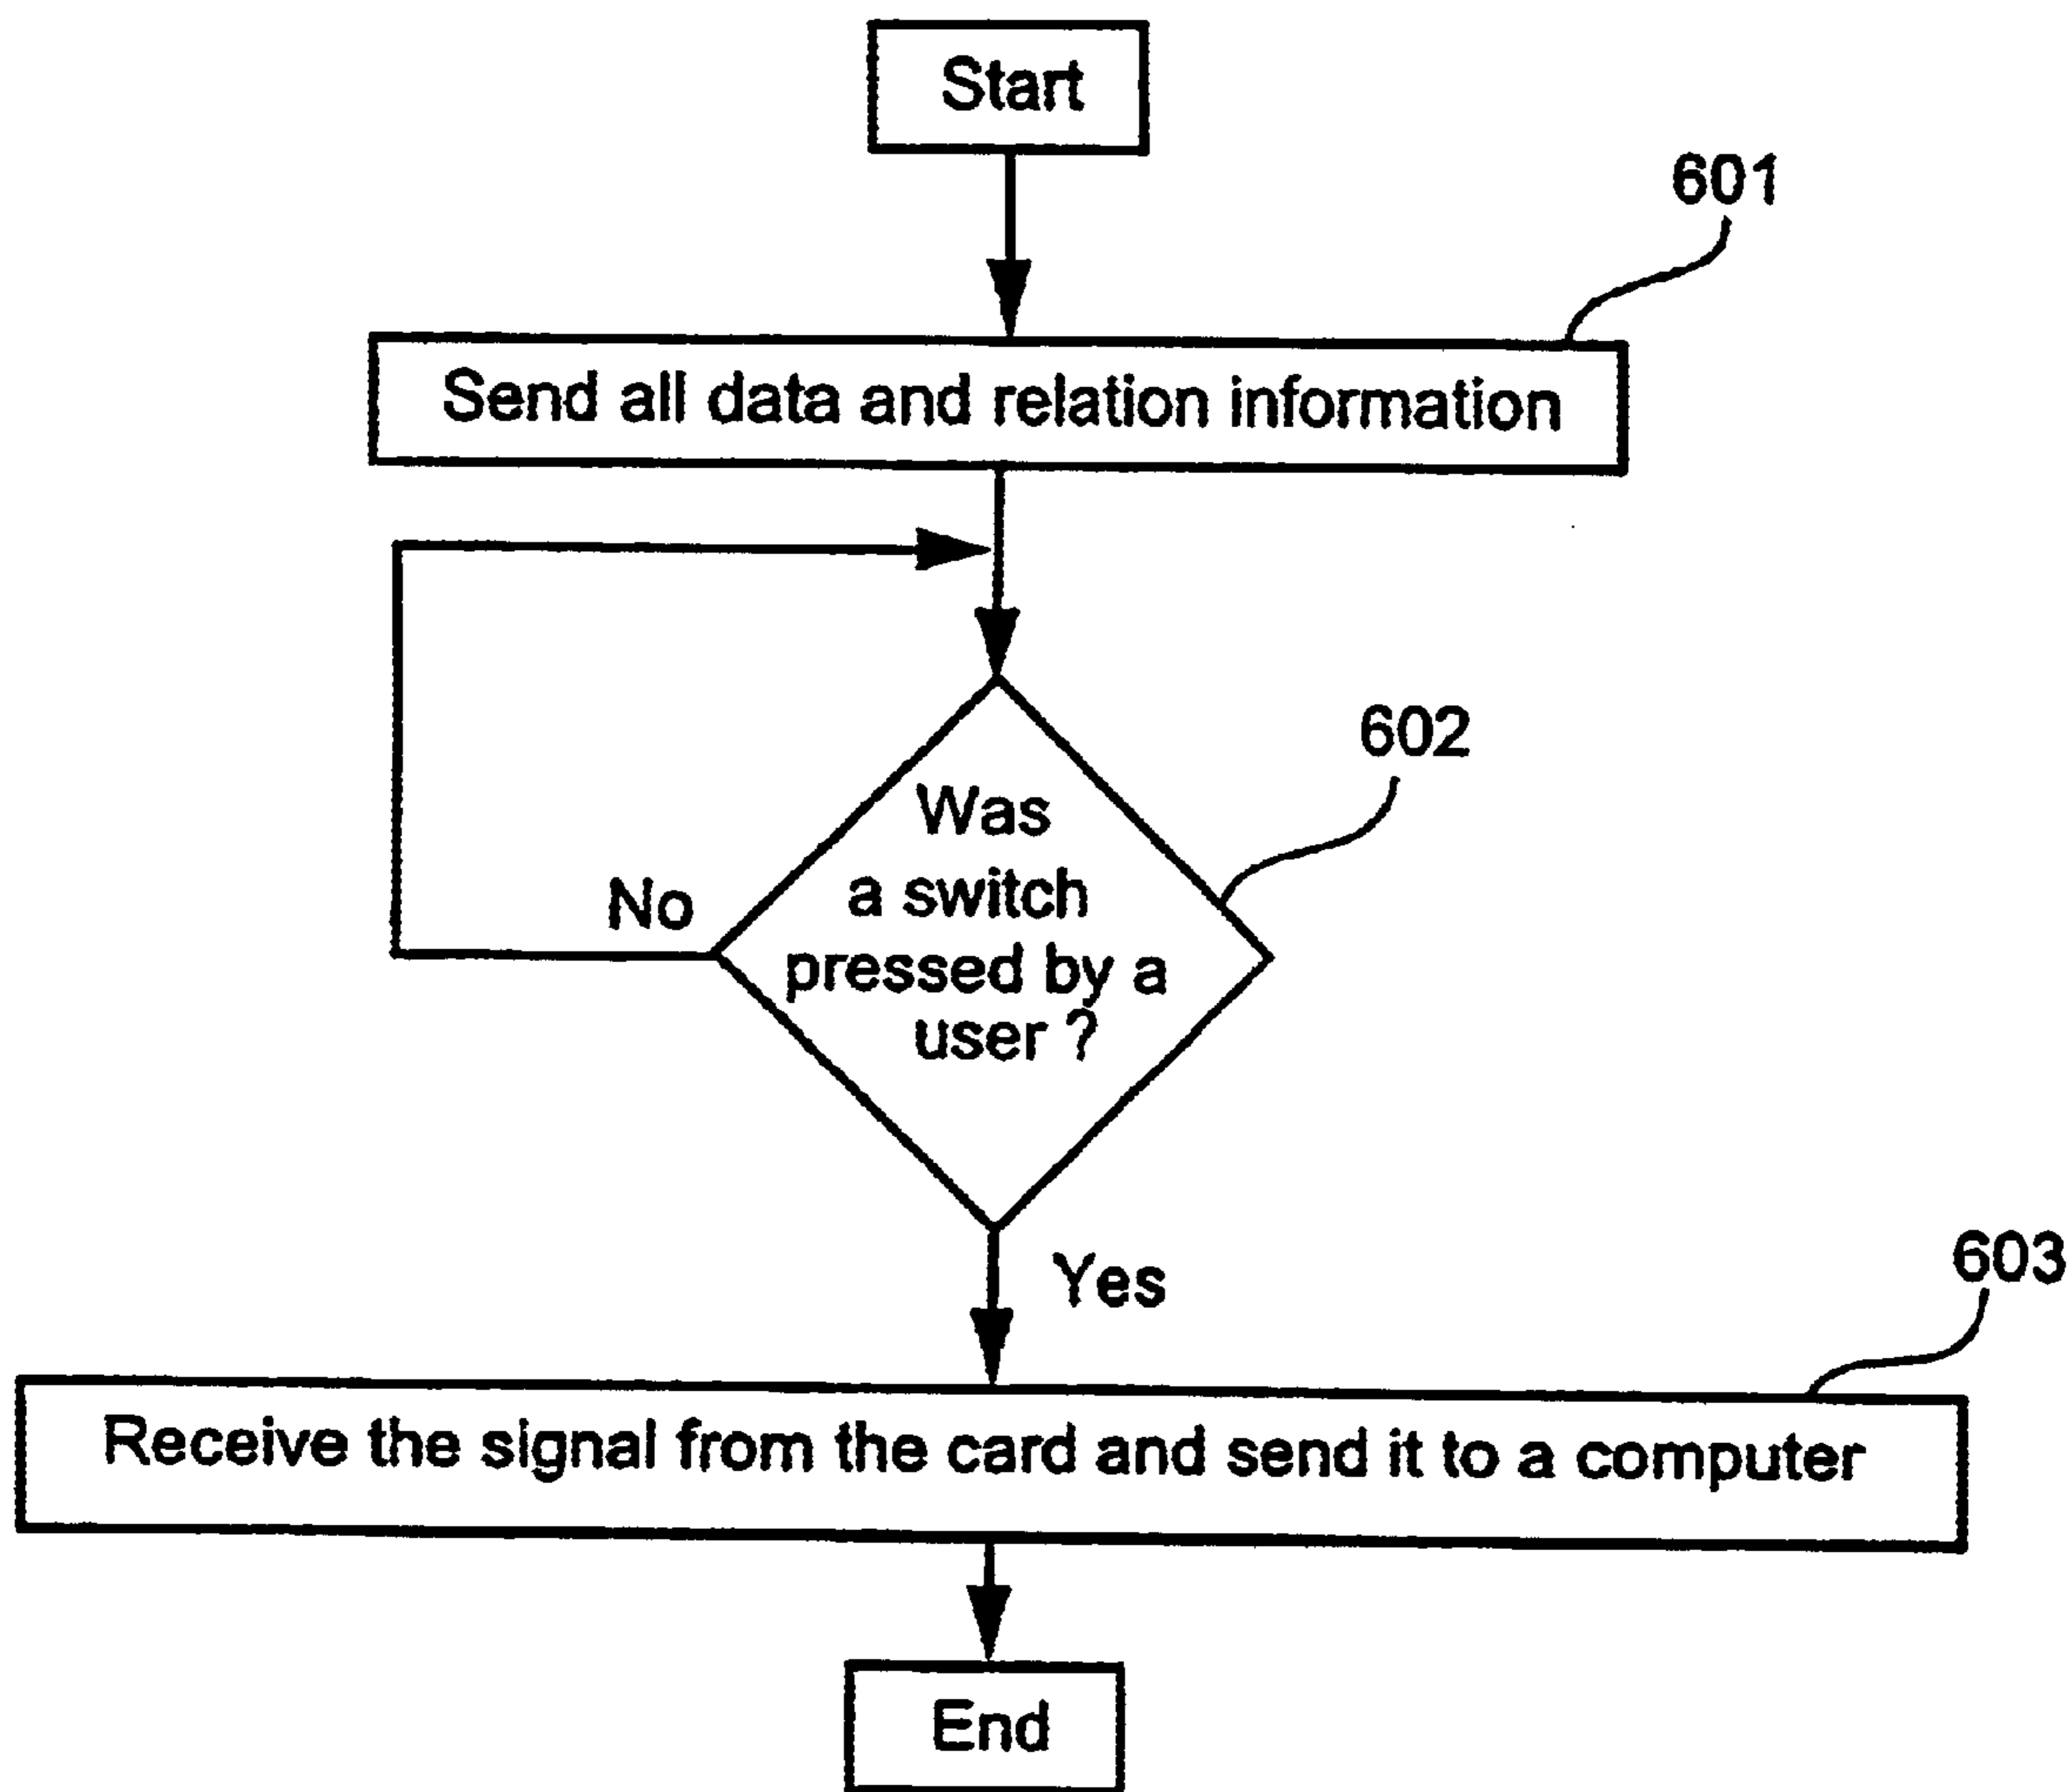 Start
601
Send all data and relation information
602
Was
a switch
No
pressed by a
user ?
Yes
603
Receive the signal from the card and send it to a computer
End